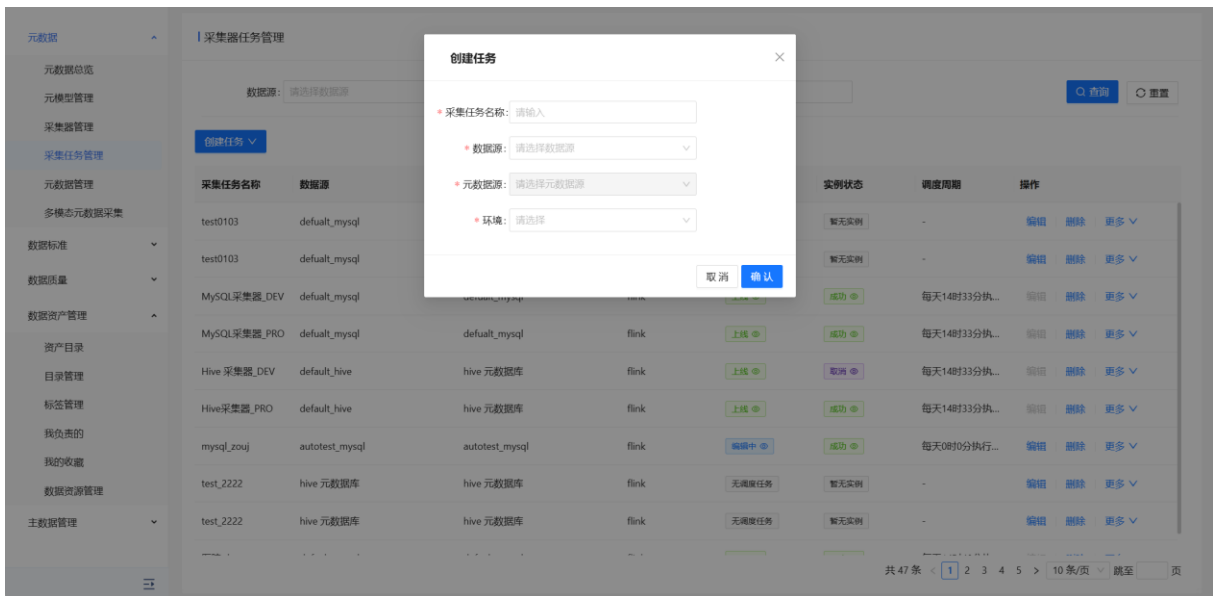 元数据
元数据总览
元模型管理
采集器管理
采集任务管理
元数据管理
多模态元数据采集
数据标准
数据质量
数据资产管理
资产目录
目录管理
标签管理
我负责的
我的收藏
数据资源管理
主数据管理
采集器任务管理
数据源: 请选择数据源
查询 重置
创建任务
创建任务
* 采集任务名称: 请输入
* 数据源: 请选择数据源
* 元数据源: 请选择元数据源
* 环境: 请选择
取消 确认
采集任务名称 数据源 实例状态 调度周期 操作
test0103 defualt_mysql 暂无实例 - 编辑 删除 更多
test0103 defualt_mysql 暂无实例 - 编辑 删除 更多
MySQL采集器_DEV defualt_mysql defualt_mysql flink 上线 成功 每天14时33分执... 编辑 删除 更多
MySQL采集器_PRO defualt_mysql defualt_mysql flink 上线 成功 每天14时33分执... 编辑 删除 更多
Hive 采集器_DEV default_hive hive 元数据库 flink 上线 取消 每天14时33分执... 编辑 删除 更多
Hive采集器_PRO default_hive hive 元数据库 flink 上线 成功 每天14时33分执... 编辑 删除 更多
mysql_zouj autotest_mysql autotest_mysql flink 编辑中 成功 每天08时0分执行... 编辑 删除 更多
test_2222 hive 元数据库 hive 元数据库 flink 无调度任务 暂无实例 - 编辑 删除 更多
test_2222 hive 元数据库 hive 元数据库 flink 无调度任务 暂无实例 - 编辑 删除 更多
共 47 条 < 1 2 3 4 5 > 10 条/页 跳至 页